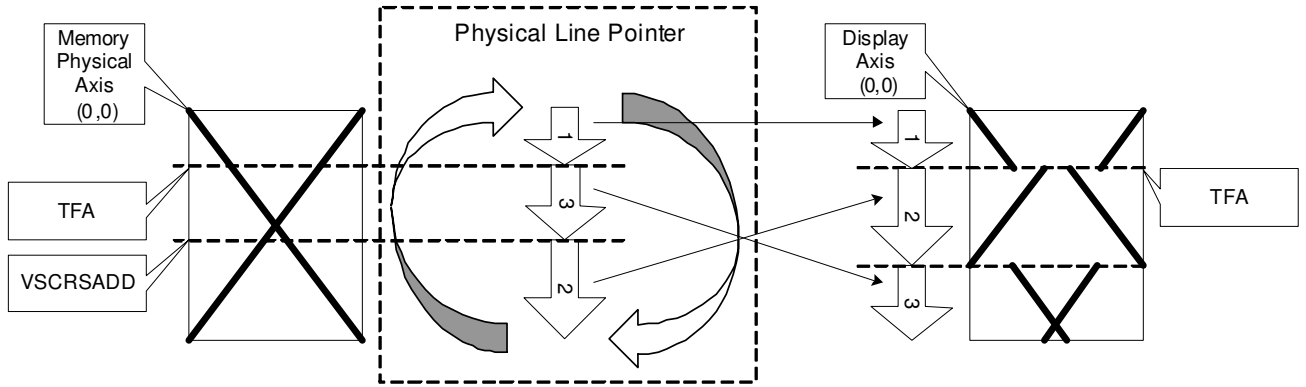 Memory
Physical
Axis
(0,0)
TFA
VSCRSADD
Physical Line Pointer
1
3
2
Display
Axis
(0,0)
1
2
3
TFA